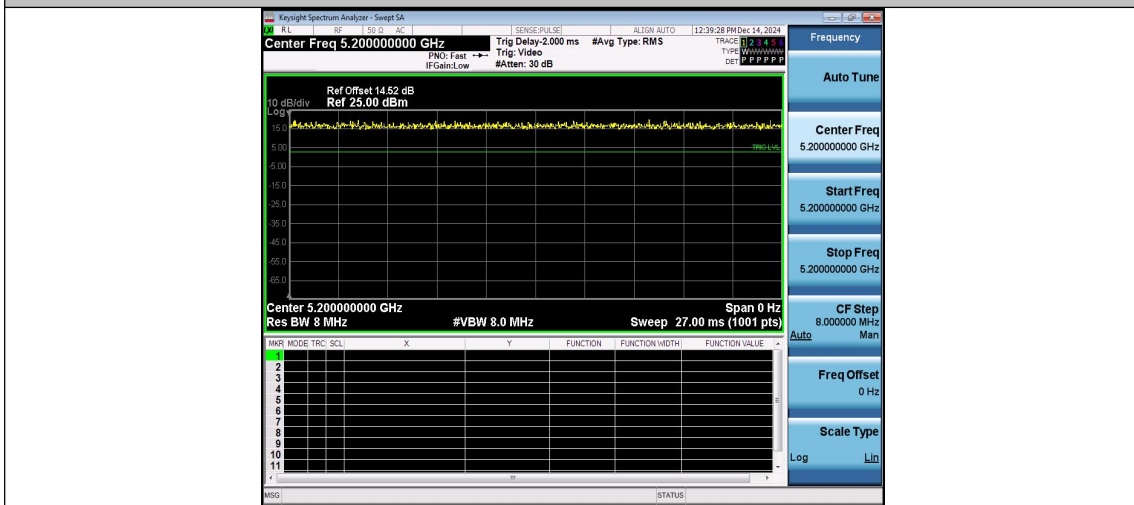 Keysight Spectrum Analyzer - Swept SA
RL RF 50 Ω AC SENSE:PULSE ALIGN AUTO 12:39:28 PM Dec 14, 2024
Center Freq 5.200000000 GHz
PNO: Fast
IFGain:Low
Trig Delay-2.000 ms
Trig: Video
#Atten: 30 dB
#Avg Type: RMS
TRACE 1 2 3 4 5 6
TYPE W
DET P P P P P P
Ref Offset 14.52 dB
10 dB/div Ref 25.00 dBm
Log
15.0
5.00
TRIG LVL
-5.00
-15.0
-25.0
-35.0
-45.0
-55.0
-65.0
Center 5.200000000 GHz Span 0 Hz
Res BW 8 MHz #VBW 8.0 MHz Sweep 27.00 ms (1001 pts)
MKR MODE TRC SCL X Y FUNCTION FUNCTION WIDTH FUNCTION VALUE
1
2
3
4
5
6
7
8
9
10
11
MSG STATUS
Frequency
Auto Tune
Center Freq
5.200000000 GHz
Start Freq
5.200000000 GHz
Stop Freq
5.200000000 GHz
CF Step
8.000000 MHz
Auto Man
Freq Offset
0 Hz
Scale Type
Log Lin